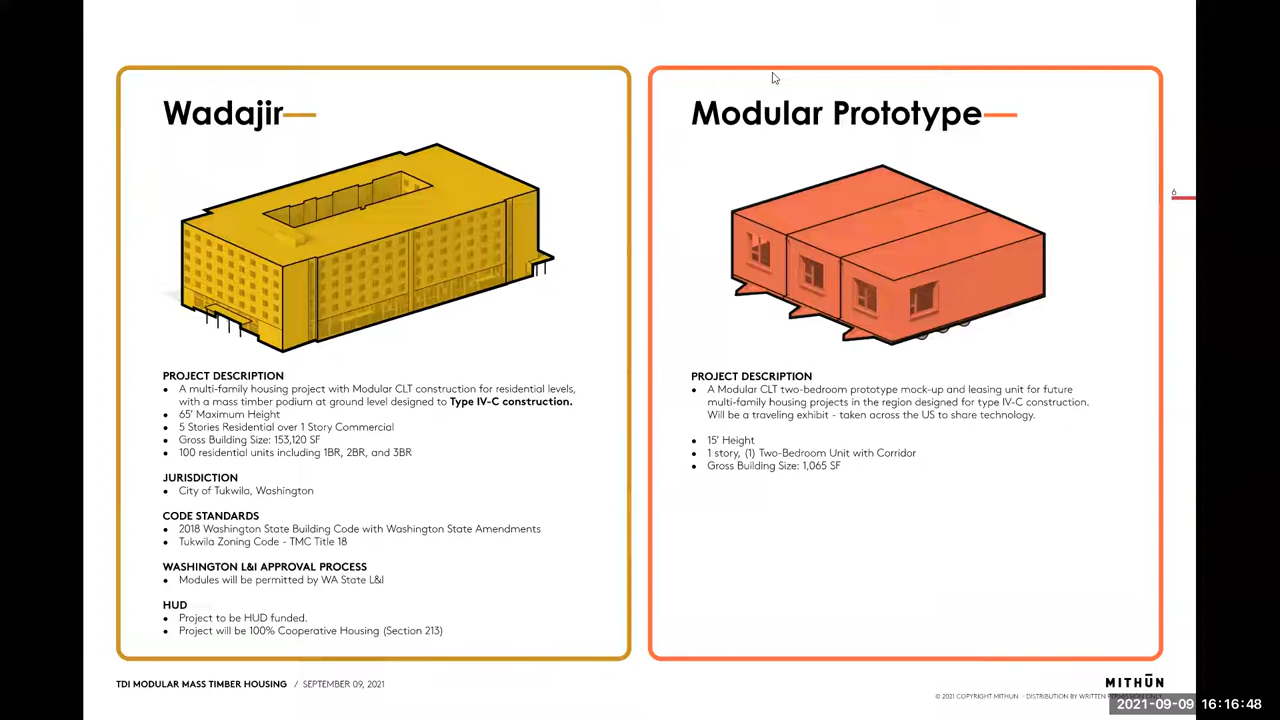 Wadajir
PROJECT DESCRIPTION
• A multi-family housing project with Modular CLT construction for residential levels,
with a mass timber podium at ground level designed to Type IV-C construction.
• 65' Maximum Height
• 5 Stories Residential over 1 Story Commercial
• Gross Building Size: 153,120 SF
• 100 residential units including 1BR, 2BR, and 3BR
JURISDICTION
• City of Tukwila, Washington
CODE STANDARDS
• 2018 Washington State Building Code with Washington State Amendments
• Tukwila Zoning Code - TMC Title 18
WASHINGTON L&I APPROVAL PROCESS
• Modules will be permitted by WA State L&I
HUD
• Project to be HUD funded.
• Project will be 100% Cooperative Housing (Section 213)
Modular Prototype
PROJECT DESCRIPTION
• A Modular CLT two-bedroom prototype mock-up and leasing unit for future
multi-family housing projects in the region designed for type IV-C construction.
Will be a traveling exhibit - taken across the US to share technology.
• 15' Height
• 1 story, (1) Two-Bedroom Unit with Corridor
• Gross Building Size: 1,065 SF
6
TDI MODULAR MASS TIMBER HOUSING / SEPTEMBER 09, 2021
MITHŪN
© 2021 COPYRIGHT MITHUN - DISTRIBUTION BY WRITTEN PERMISSION ONLY
2021-09-09 16:16:48